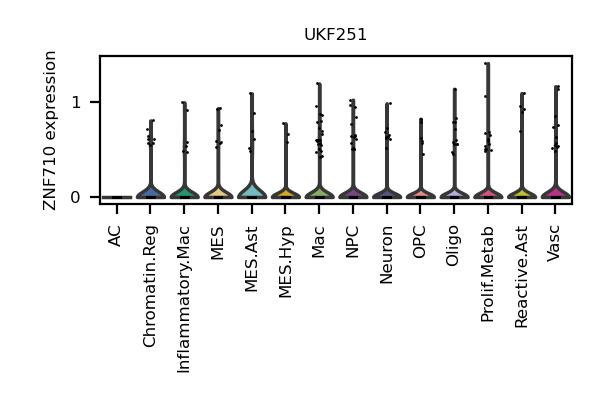 UKF251
ZNF710 expression
1
0
AC
Chromatin.Reg
Inflammatory.Mac
MES
MES.Ast
MES.Hyp
Mac
NPC
Neuron
OPC
Oligo
Prolif.Metab
Reactive.Ast
Vasc